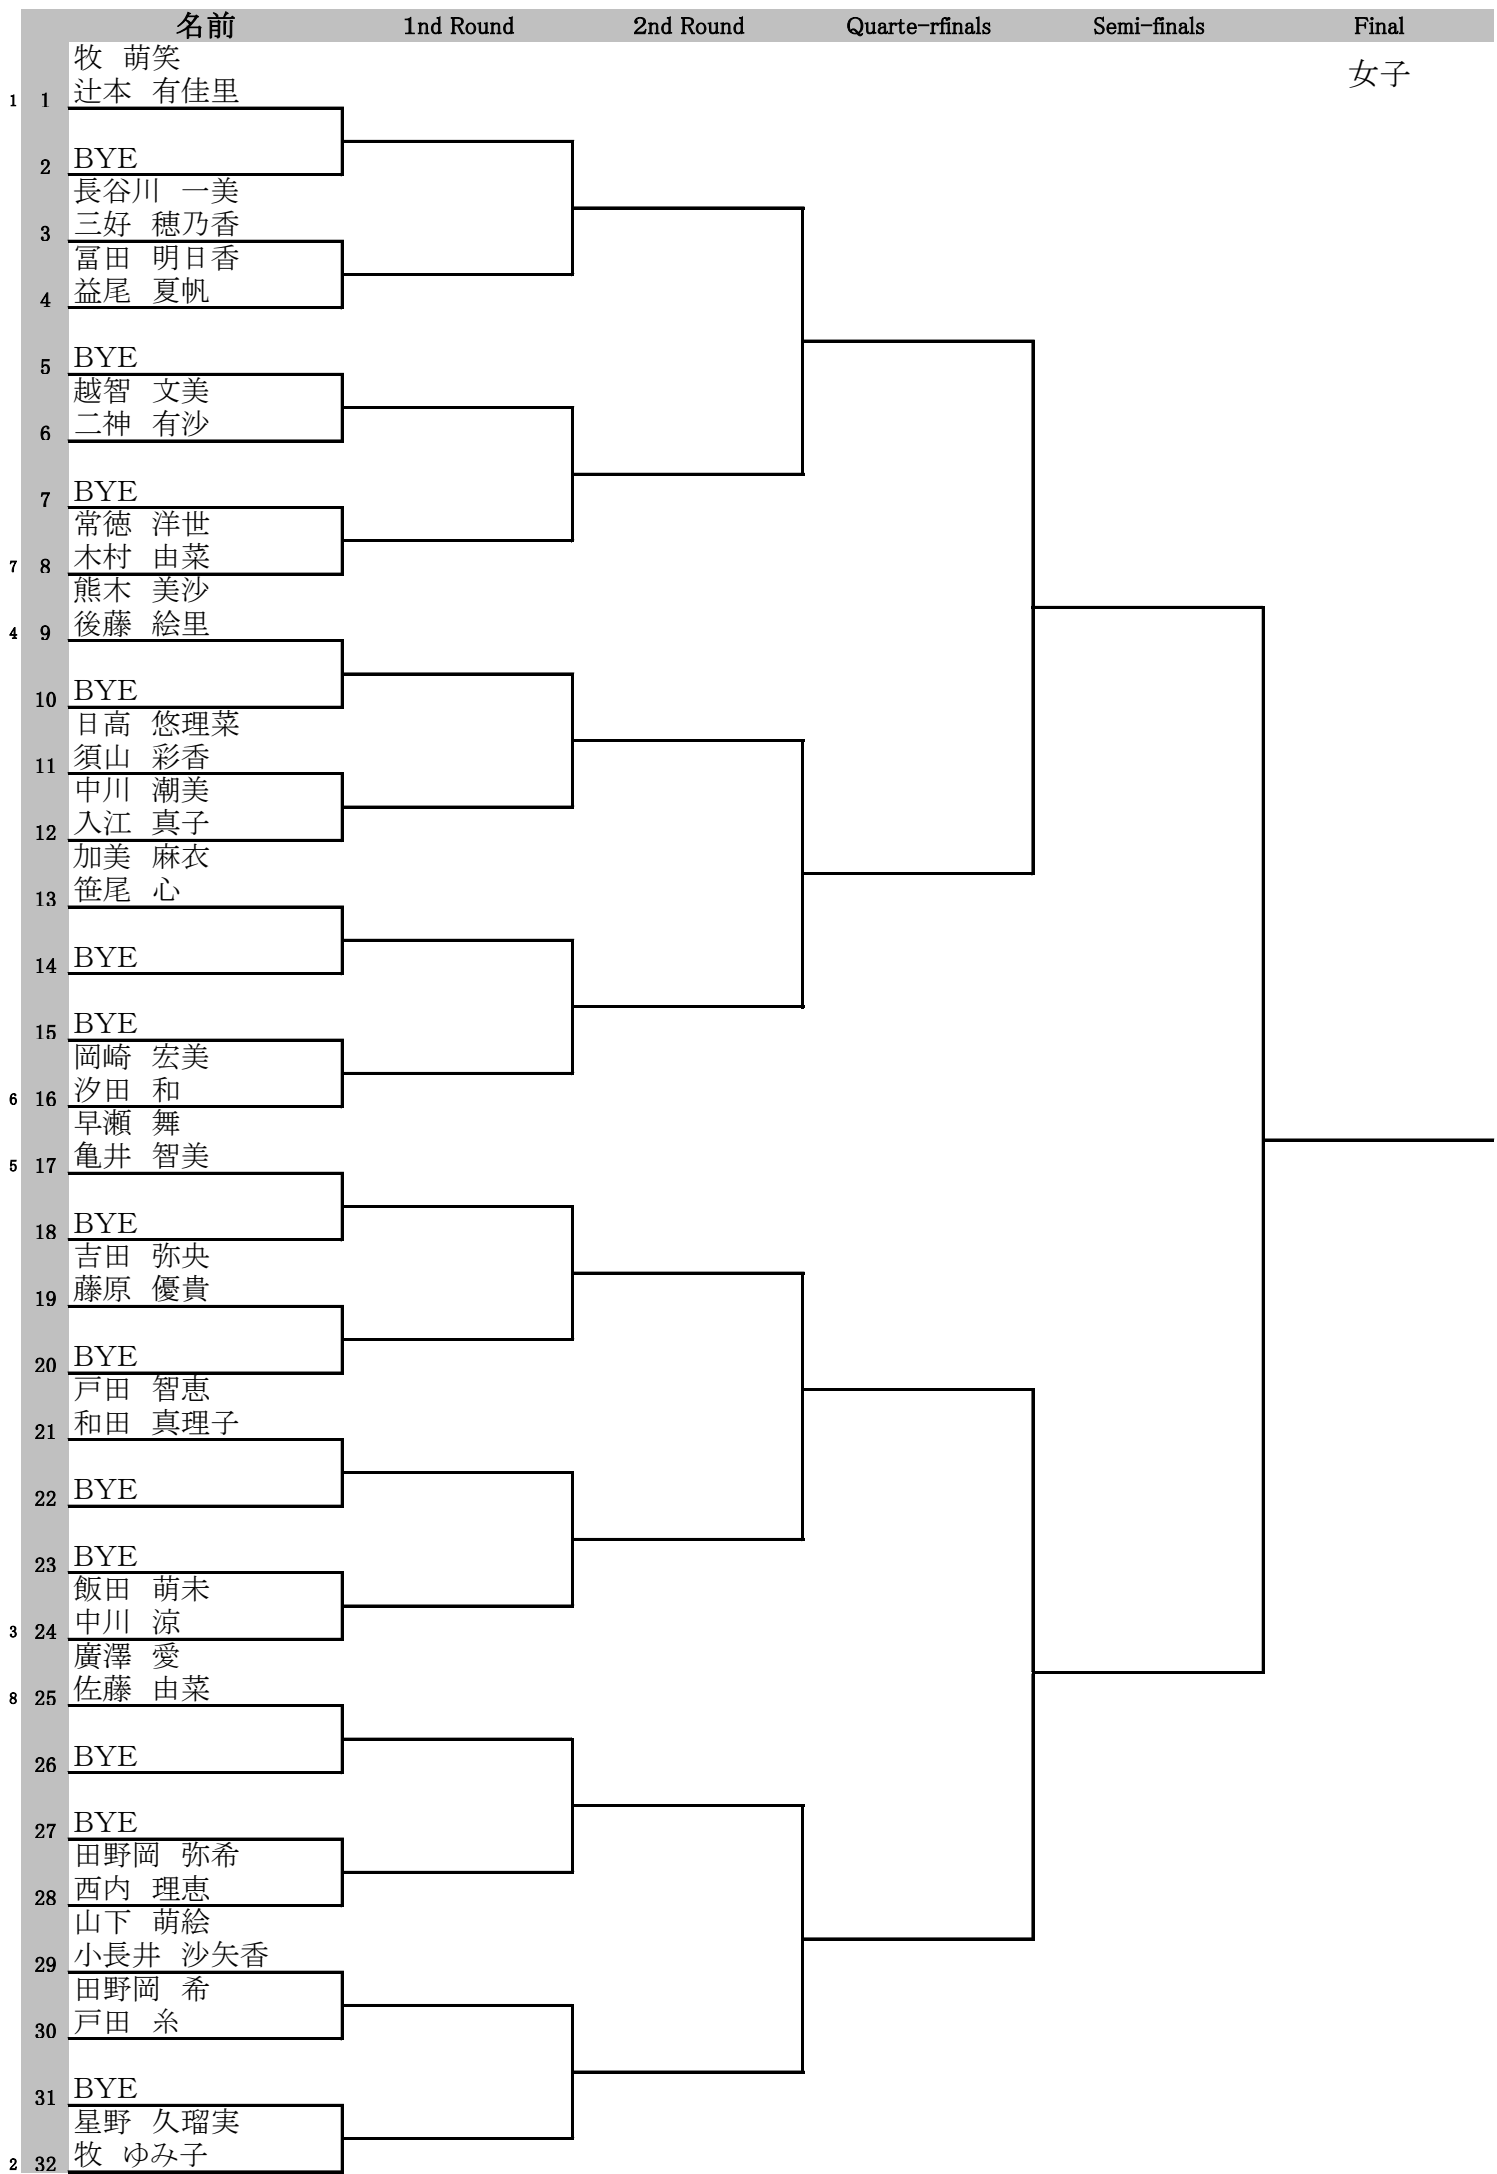 名前 1nd Round 2nd Round Quarte-rfinals Semi-finals Final
女子
牧 萌笑
1 1 辻本 有佳里
2 BYE
長谷川 一美
3 三好 穂乃香
冨田 明日香
4 益尾 夏帆
5 BYE
越智 文美
6 二神 有沙
7 BYE
常徳 洋世
7 8 木村 由菜
熊木 美沙
4 9 後藤 絵里
10 BYE
日高 悠理菜
11 須山 彩香
中川 潮美
12 入江 真子
加美 麻衣
13 笹尾 心
14 BYE
15 BYE
岡崎 宏美
6 16 汐田 和
早瀬 舞
5 17 亀井 智美
18 BYE
吉田 弥央
19 藤原 優貴
20 BYE
戸田 智恵
21 和田 真理子
22 BYE
23 BYE
飯田 萌未
3 24 中川 涼
廣澤 愛
8 25 佐藤 由菜
26 BYE
27 BYE
田野岡 弥希
28 西内 理恵
山下 萌絵
29 小長井 沙矢香
田野岡 希
30 戸田 糸
31 BYE
星野 久瑠実
2 32 牧 ゆみ子